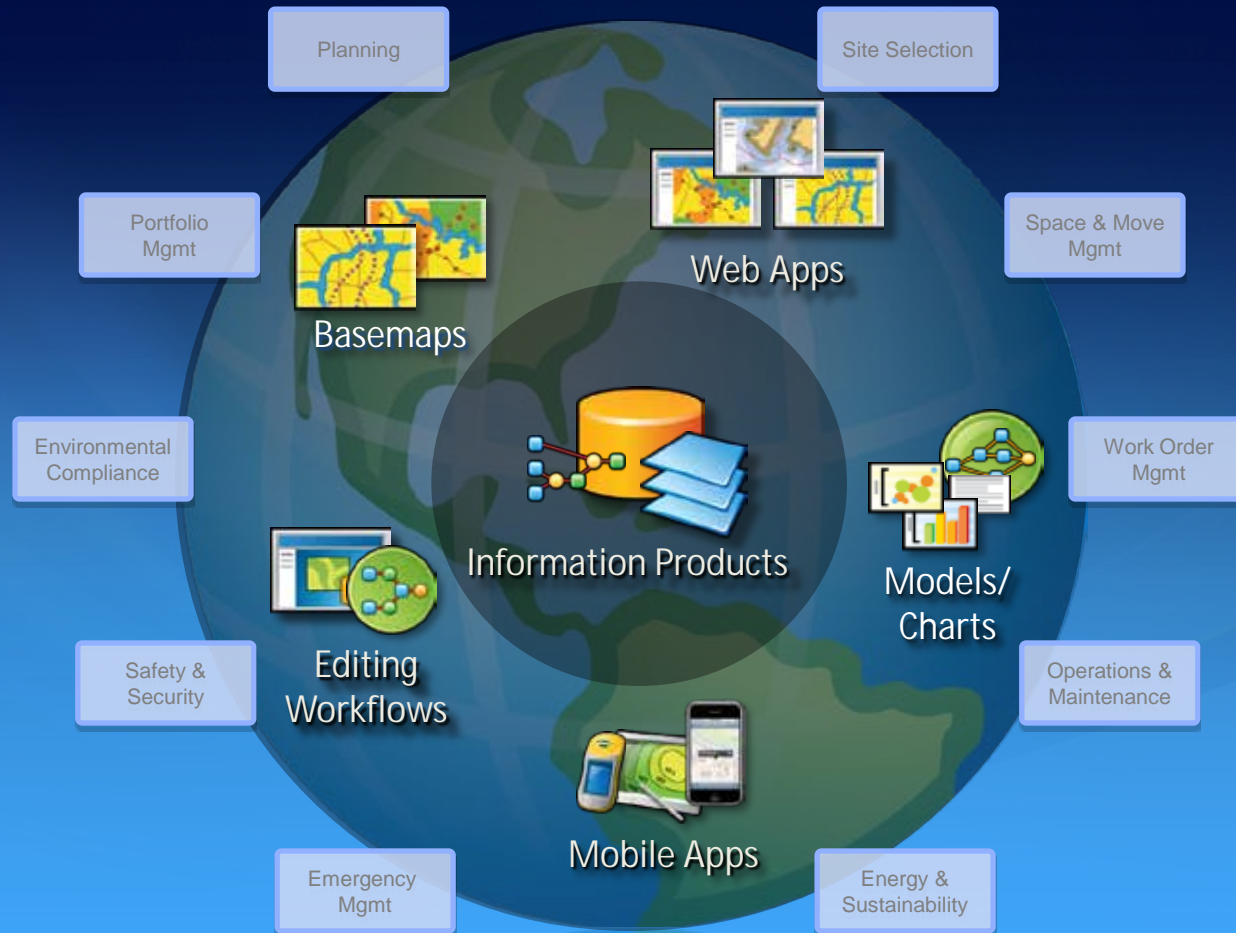 Planning
Site Selection
Portfolio
Mgmt
Space & Move
Mgmt
Web Apps
Basemaps
Environmental
Compliance
Work Order
Mgmt
Information Products
Models/
Charts
Safety &
Security
Editing
Workflows
Operations &
Maintenance
Mobile Apps
Emergency
Mgmt
Energy &
Sustainability